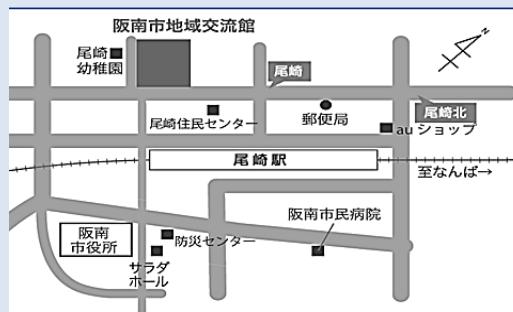 阪南市地域交流館
尾崎
幼稚園
N
尾崎
尾崎北
尾崎住民センター
郵便局
auショップ
尾崎駅
至なんば→
阪南
市役所
防災センター
サラダ
ホール
阪南市民病院